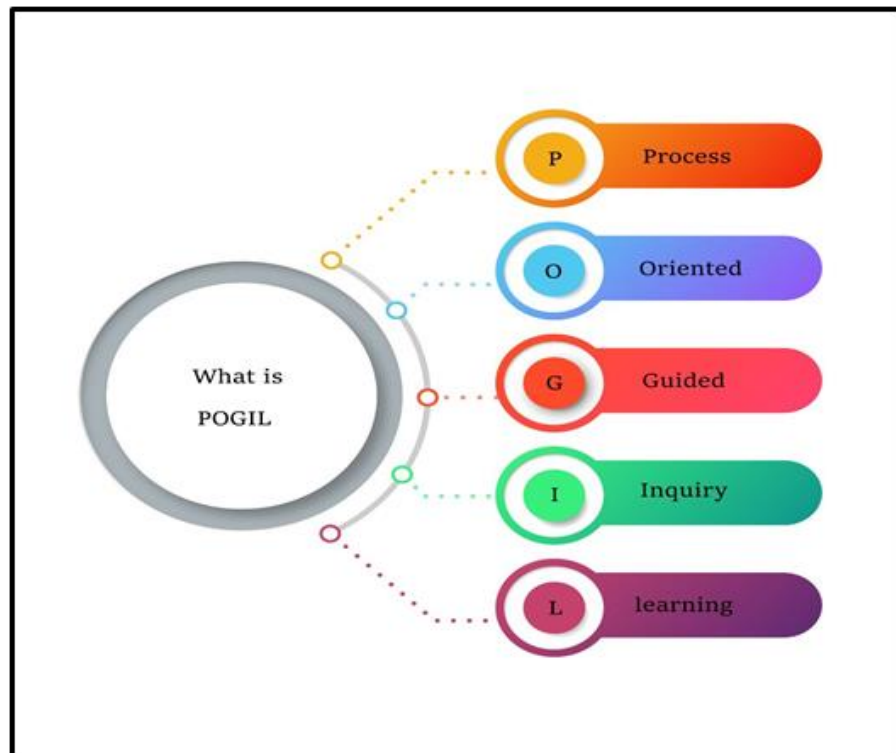 What is
POGIL
P Process
O Oriented
G Guided
I Inquiry
L learning